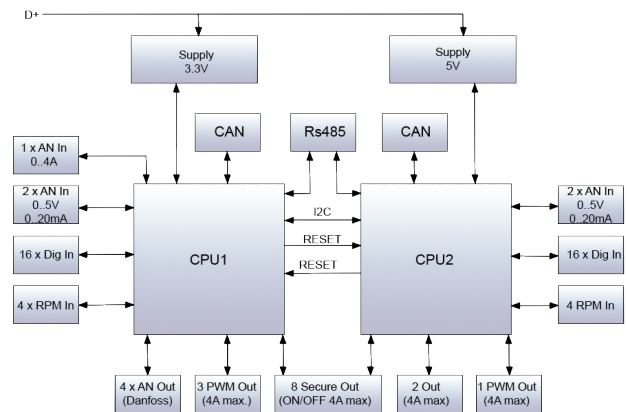 D+
Supply
3.3V
Supply
5V
CAN
Rs485
CAN
1 x AN In
0..4A
2 x AN In
0..5V
0..20mA
16 x Dig In
4 x RPM In
CPU1
I2C
RESET
RESET
CPU2
2 x AN In
0..5V
0..20mA
16 x Dig In
4 RPM In
4 x AN Out
(Danfoss)
3 PWM Out
(4A max.)
8 Secure Out
(ON/OFF 4A max)
2 Out
(4A max)
1 PWM Out
(4A max)